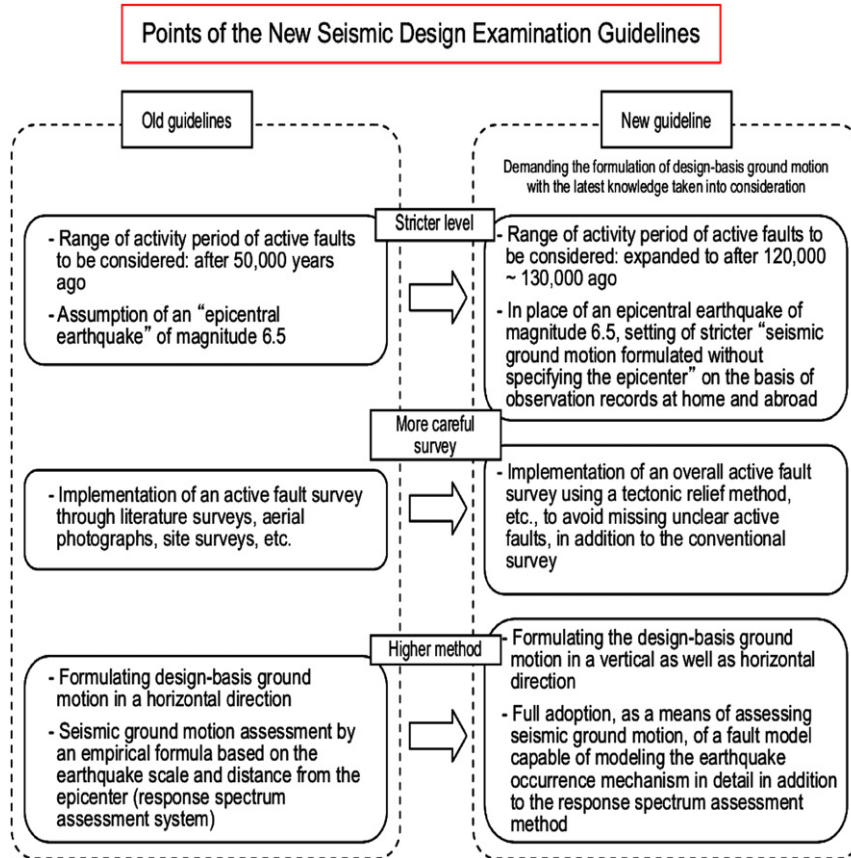 Points of the New Seismic Design Examination Guidelines
Old guidelines
New guideline
Demanding the formulation of design-basis ground motion
with the latest knowledge taken into consideration
Stricter level
- Range of activity period of active faults
to be considered: after 50,000 years
ago
- Assumption of an “epicentral
earthquake” of magnitude 6.5
- Range of activity period of active faults to
be considered: expanded to after 120,000
~ 130,000 ago
- In place of an epicentral earthquake of
magnitude 6.5, setting of stricter “seismic
ground motion formulated without
specifying the epicenter” on the basis of
observation records at home and abroad
More careful
survey
- Implementation of an active fault survey
through literature surveys, aerial
photographs, site surveys, etc.
- Implementation of an overall active fault
survey using a tectonic relief method,
etc., to avoid missing unclear active
faults, in addition to the conventional
survey
Higher method
- Formulating design-basis ground
motion in a horizontal direction
- Seismic ground motion assessment by
an empirical formula based on the
earthquake scale and distance from the
epicenter (response spectrum
assessment system)
- Formulating the design-basis ground
motion in a vertical as well as horizontal
direction
- Full adoption, as a means of assessing
seismic ground motion, of a fault model
capable of modeling the earthquake
occurrence mechanism in detail in addition
to the response spectrum assessment
method